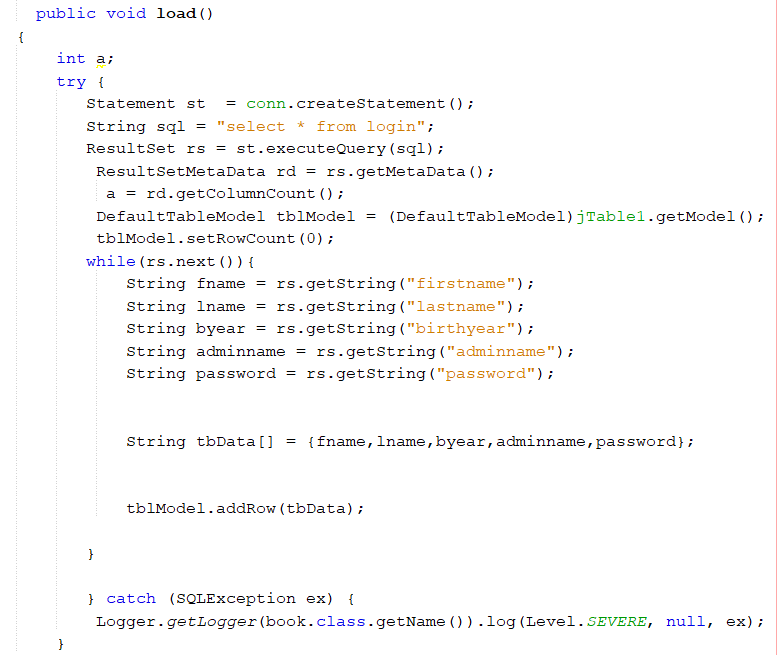 public void load()
{
int a;
try {
Statement st  = conn.createStatement();
String sql = "select * from login";
ResultSet rs = st.executeQuery(sql);
ResultSetMetaData rd = rs.getMetaData();
a = rd.getColumnCount();
DefaultTableModel tblModel = (DefaultTableModel)jTable1.getModel();
tblModel.setRowCount(0);
while(rs.next()){
String fname = rs.getString("firstname");
String lname = rs.getString("lastname");
String byear = rs.getString("birthyear");
String adminname = rs.getString("adminname");
String password = rs.getString("password");
String tbData[] = {fname,lname,byear,adminname,password};
tblModel.addRow(tbData);
}
} catch (SQLException ex) {
Logger.getLogger(book.class.getName()).log(Level.SEVERE, null, ex);
}